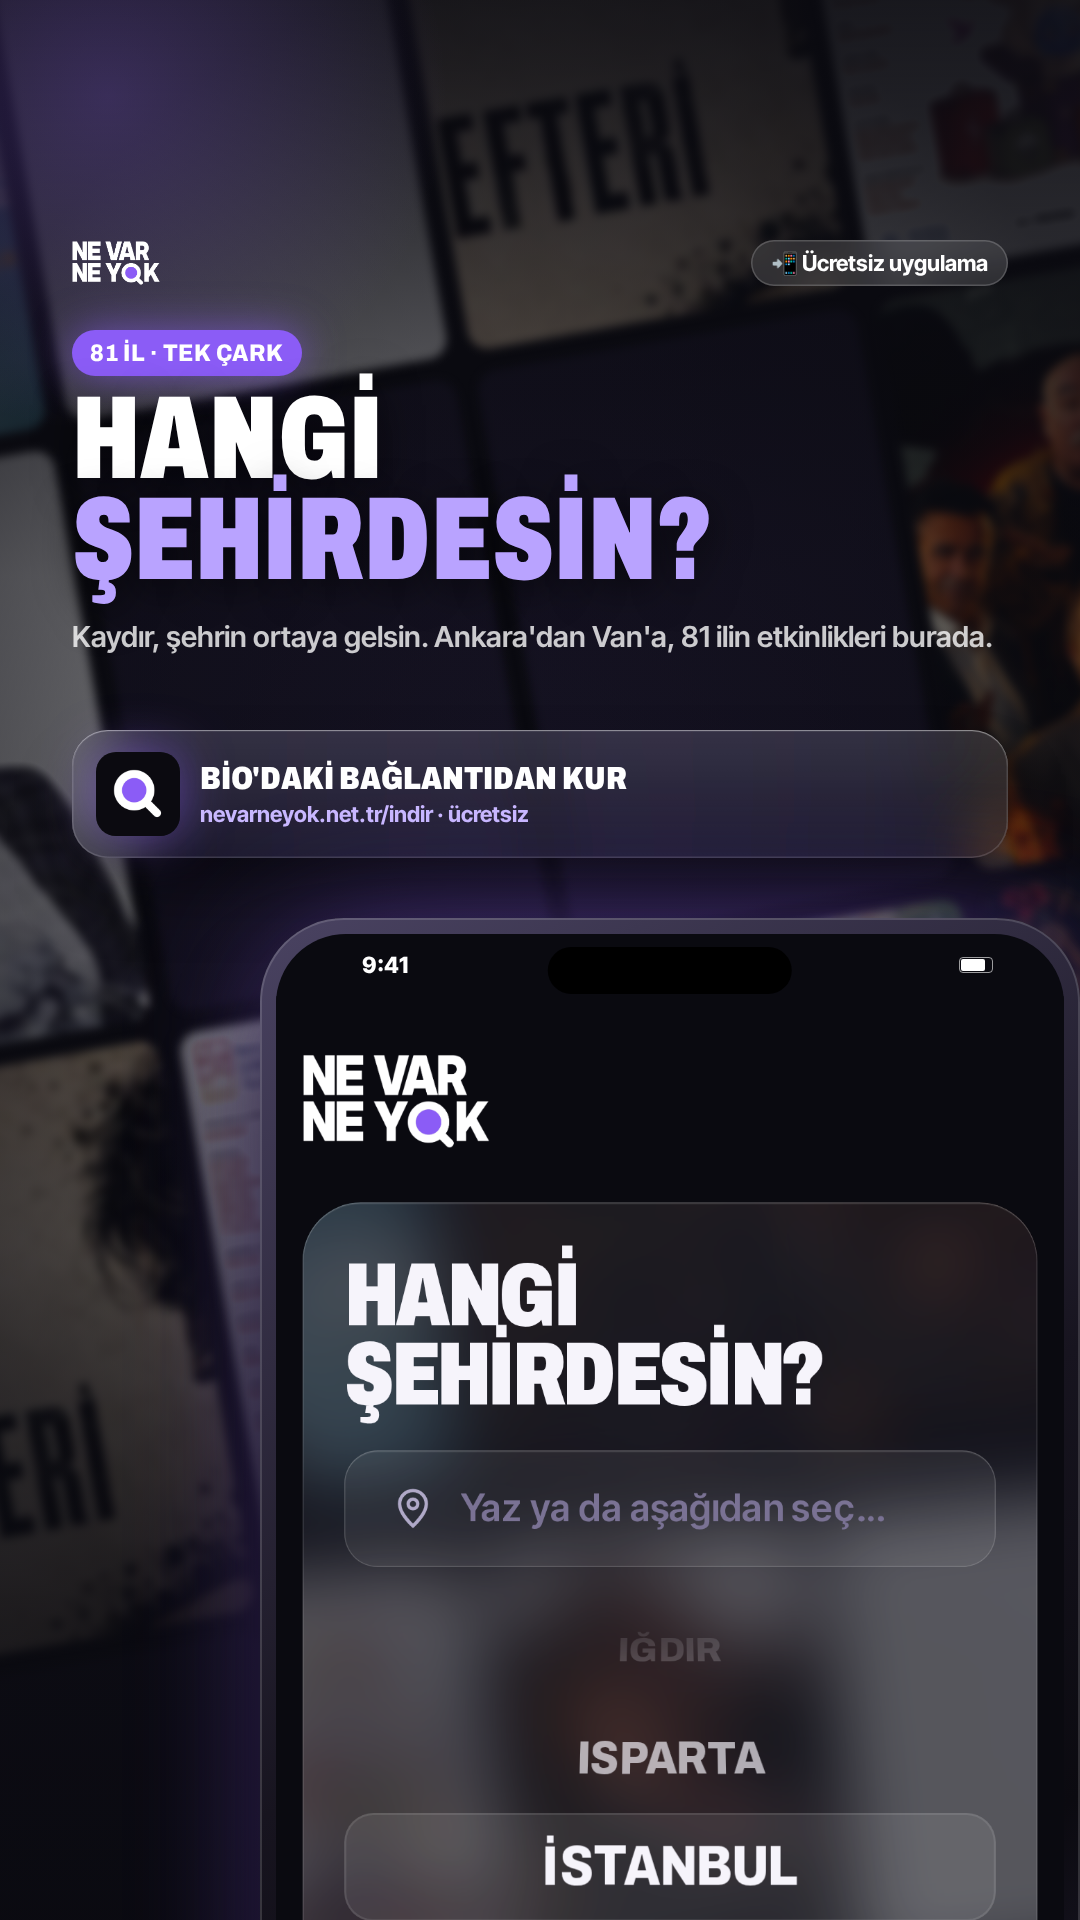 EFTERİ
NE VAR
NE YOK
📲 Ücretsiz uygulama
81 İL · TEK ÇARK
HANGİ
ŞEHİRDESİN?
Kaydır, şehrin ortaya gelsin. Ankara'dan Van'a, 81 ilin etkinlikleri burada.
BİO'DAKİ BAĞLANTIDAN KUR
nevarneyok.net.tr/indir · ücretsiz
9:41
NE VAR
NE YOK
HANGİ
ŞEHİRDESİN?
Yaz ya da aşağıdan seç...
IĞDIR
ISPARTA
İSTANBUL
ERİ